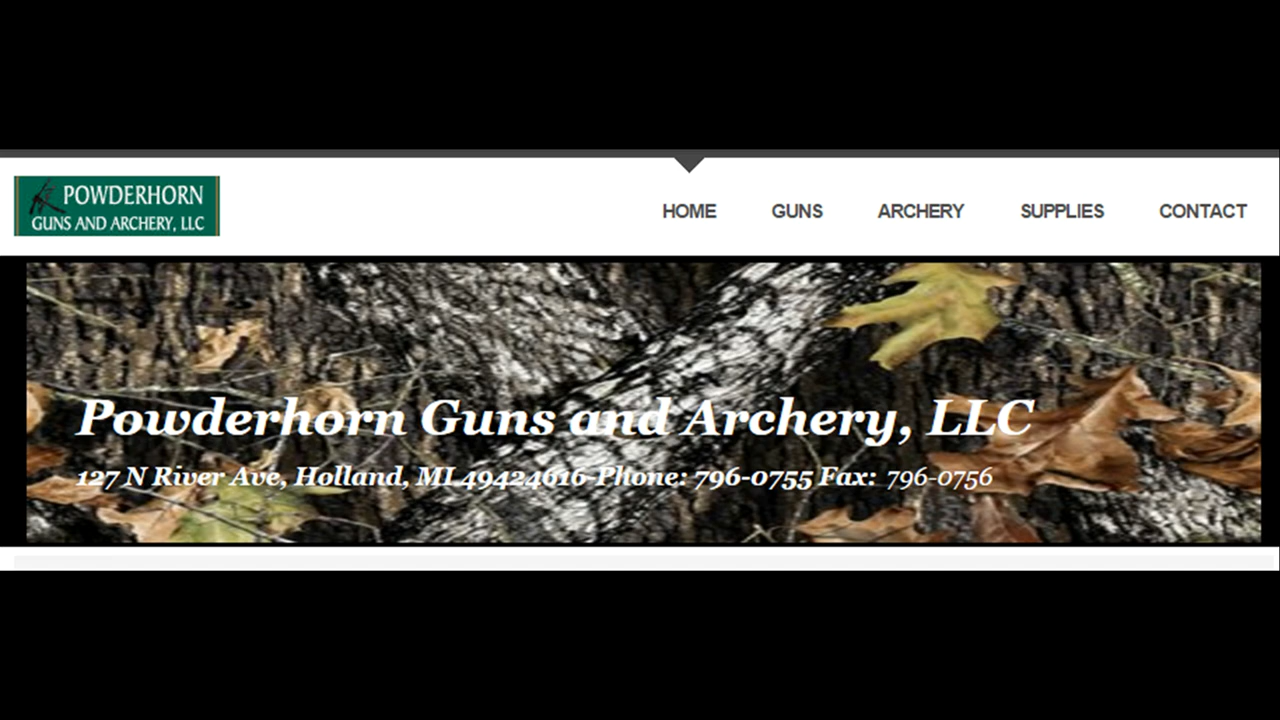 POWDERHORN
GUNS AND ARCHERY, LLC
HOME GUNS ARCHERY SUPPLIES CONTACT
Powderhorn Guns and Archery, LLC
127 N River Ave, Holland, MI.49424616-Phone: 796-0755 Fax: 796-0756